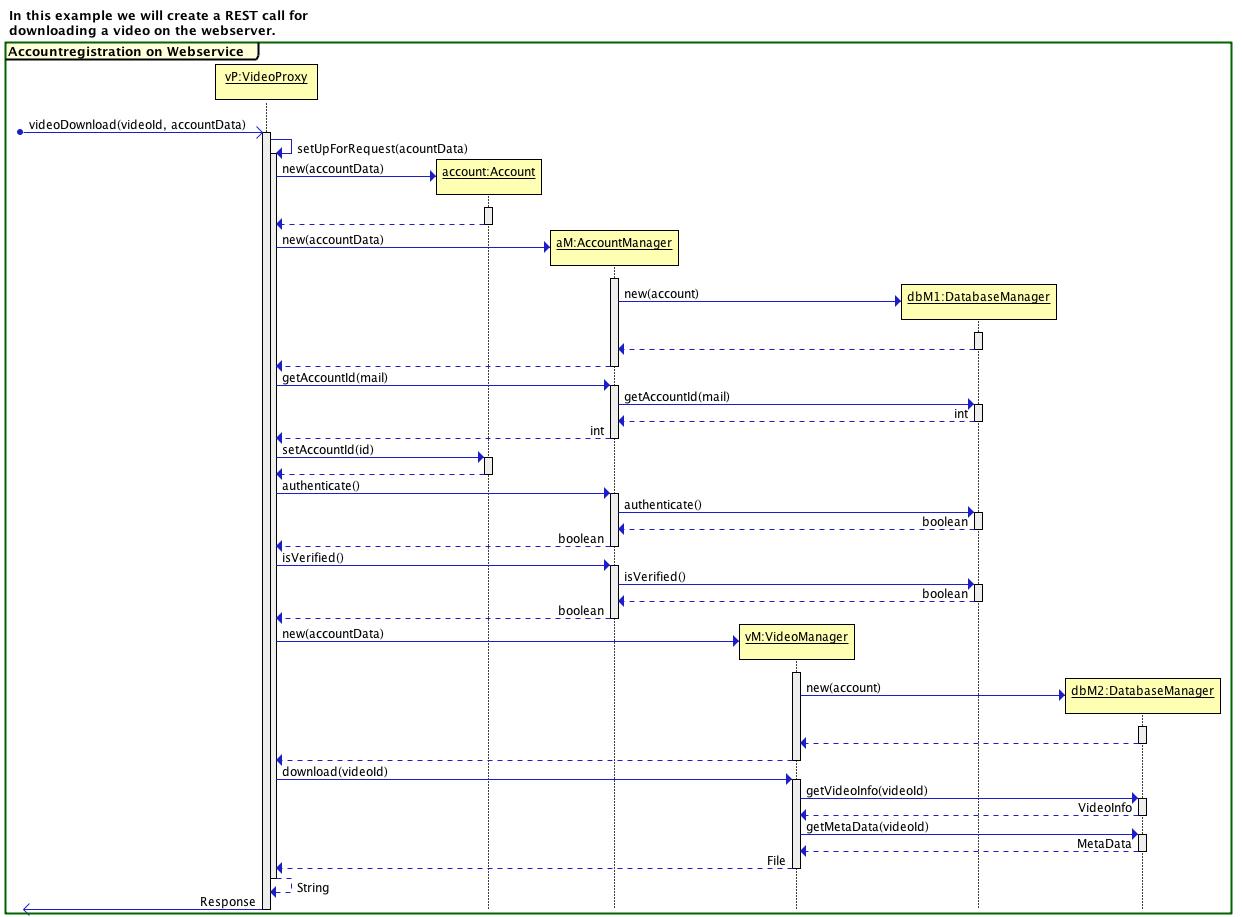 In this example we will create a REST call for
downloading a video on the webserver.
Accountregistration on Webservice
vP:VideoProxy
videoDownload(videoId, accountData)
setUpForRequest(acountData)
new(accountData)
account:Account
new(accountData)
aM:AccountManager
new(account)
dbM1:DatabaseManager
getAccountId(mail)
getAccountId(mail)
int
int
setAccountId(id)
authenticate()
authenticate()
boolean
boolean
isVerified()
isVerified()
boolean
boolean
new(accountData)
vM:VideoManager
new(account)
dbM2:DatabaseManager
download(videoId)
getVideoInfo(videoId)
VideoInfo
getMetaData(videoId)
MetaData
File
String
Response